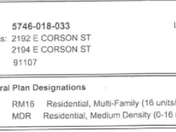 5746-018-033
s: 2192 E CORSON ST
2194 E CORSON ST
91107
ral Plan Designations
RM16 Residential, Multi-Family (16 units/
MDR Residential, Medium Density (0-16